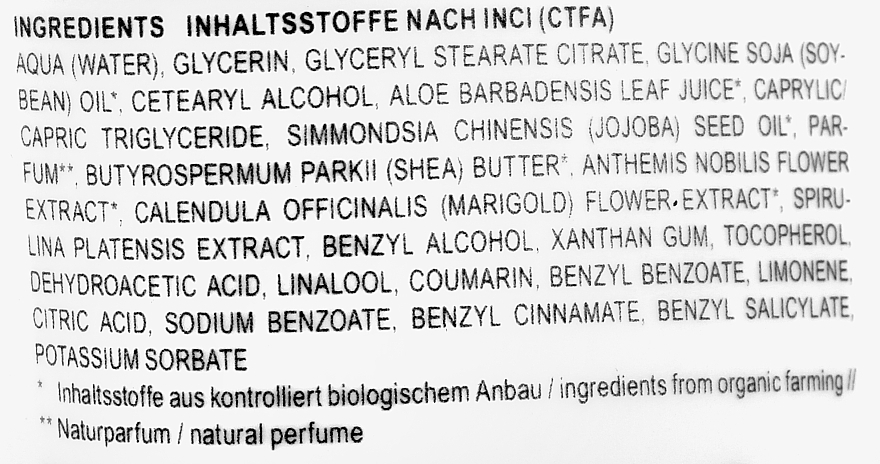 INGREDIENTS INHALTSSTOFFE NACH INCI (CTFA)
AQUA (WATER), GLYCERIN, GLYCERYL STEARATE CITRATE, GLYCINE SOJA (SOY-
BEAN) OIL*, CETEARYL ALCOHOL, ALOE BARBADENSIS LEAF JUICE*, CAPRYLIC/
CAPRIC TRIGLYCERIDE, SIMMONDSIA CHINENSIS (JOJOBA) SEED OIL*, PAR-
FUM**, BUTYROSPERMUM PARKII (SHEA) BUTTER*, ANTHEMIS NOBILIS FLOWER
EXTRACT*, CALENDULA OFFICINALIS (MARIGOLD) FLOWER EXTRACT*, SPIRU-
LINA PLATENSIS EXTRACT, BENZYL ALCOHOL, XANTHAN GUM, TOCOPHEROL,
DEHYDROACETIC ACID, LINALOOL, COUMARIN, BENZYL BENZOATE, LIMONENE,
CITRIC ACID, SODIUM BENZOATE, BENZYL CINNAMATE, BENZYL SALICYLATE,
POTASSIUM SORBATE
* Inhaltsstoffe aus kontrolliert biologischem Anbau / ingredients from organic farming //
** Naturparfum / natural perfume